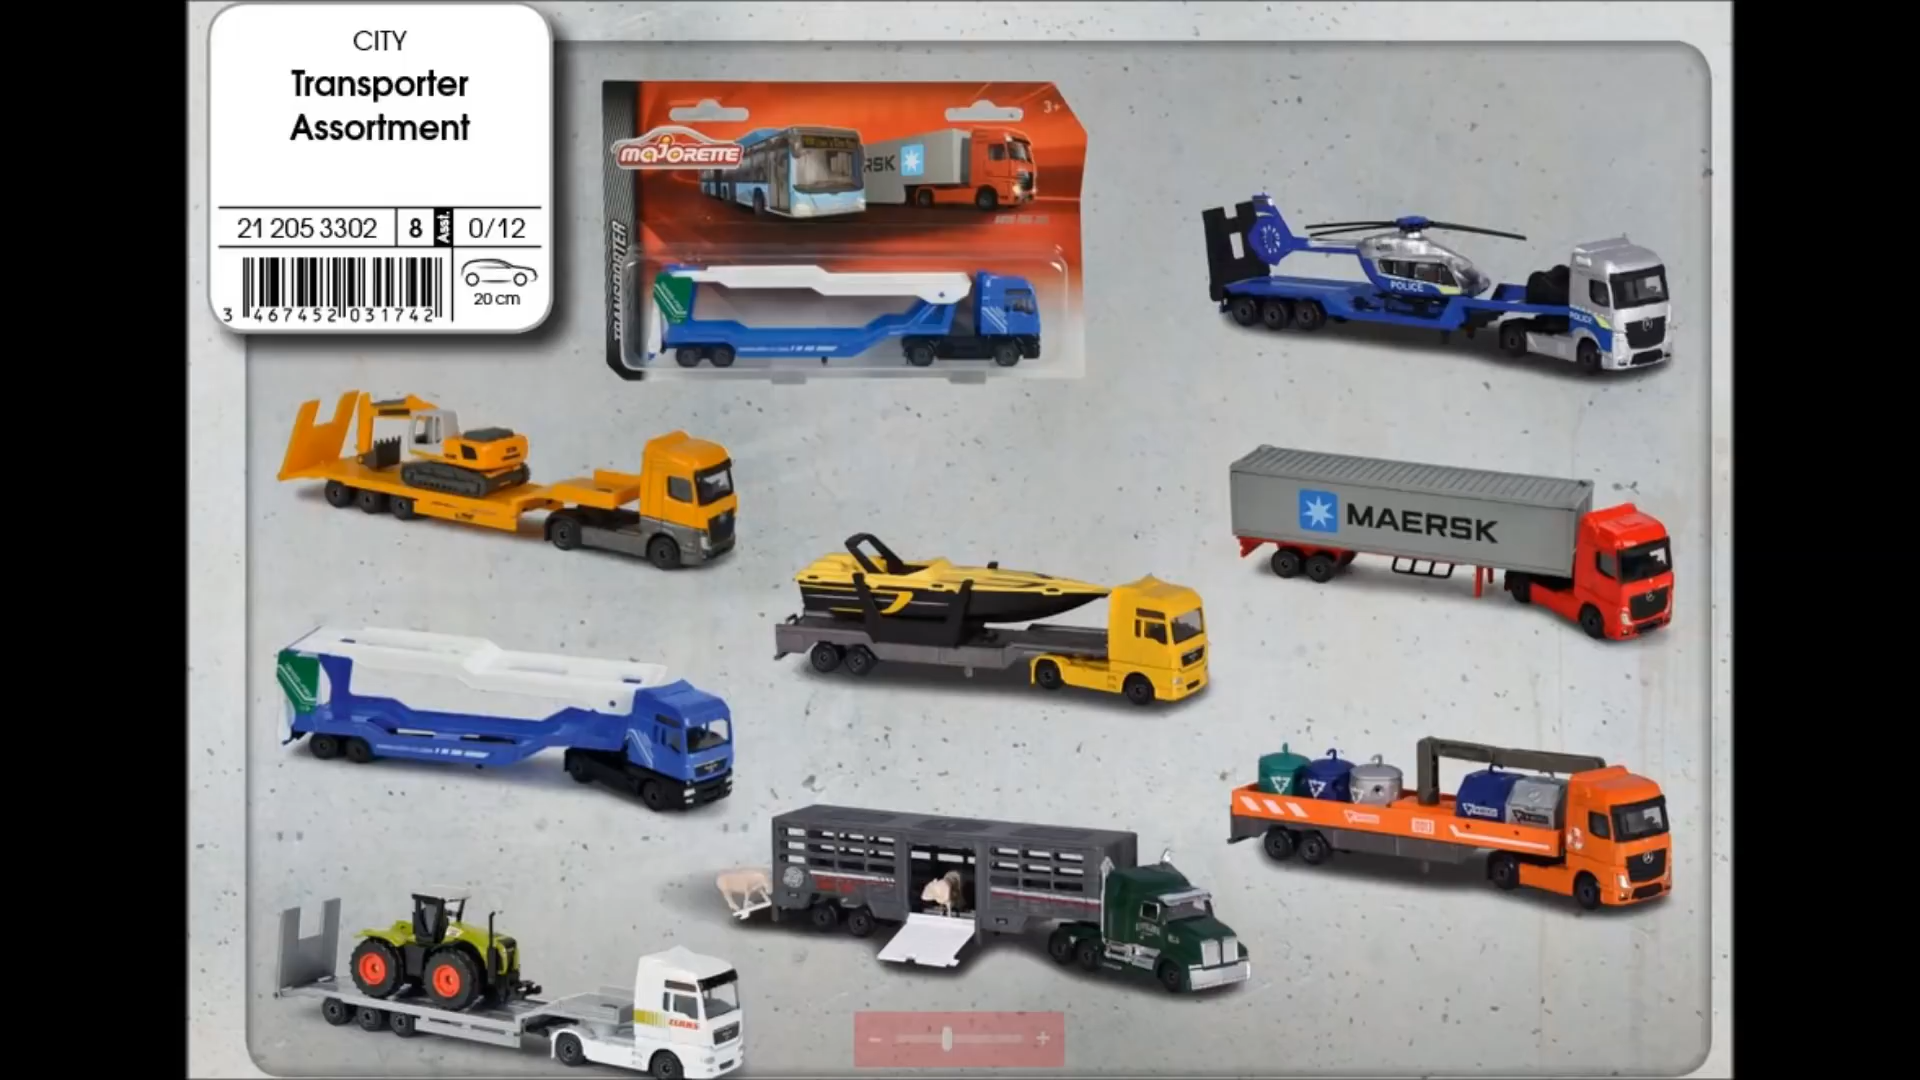 CITY
Transporter
Assortment
21 205 3302
8
Asst.
0/12
3 467452 031742
20 cm
3+
MAJORETTE
RSK
TRANSPORTER
POLICE
POLICE
MAERSK
CLAAS